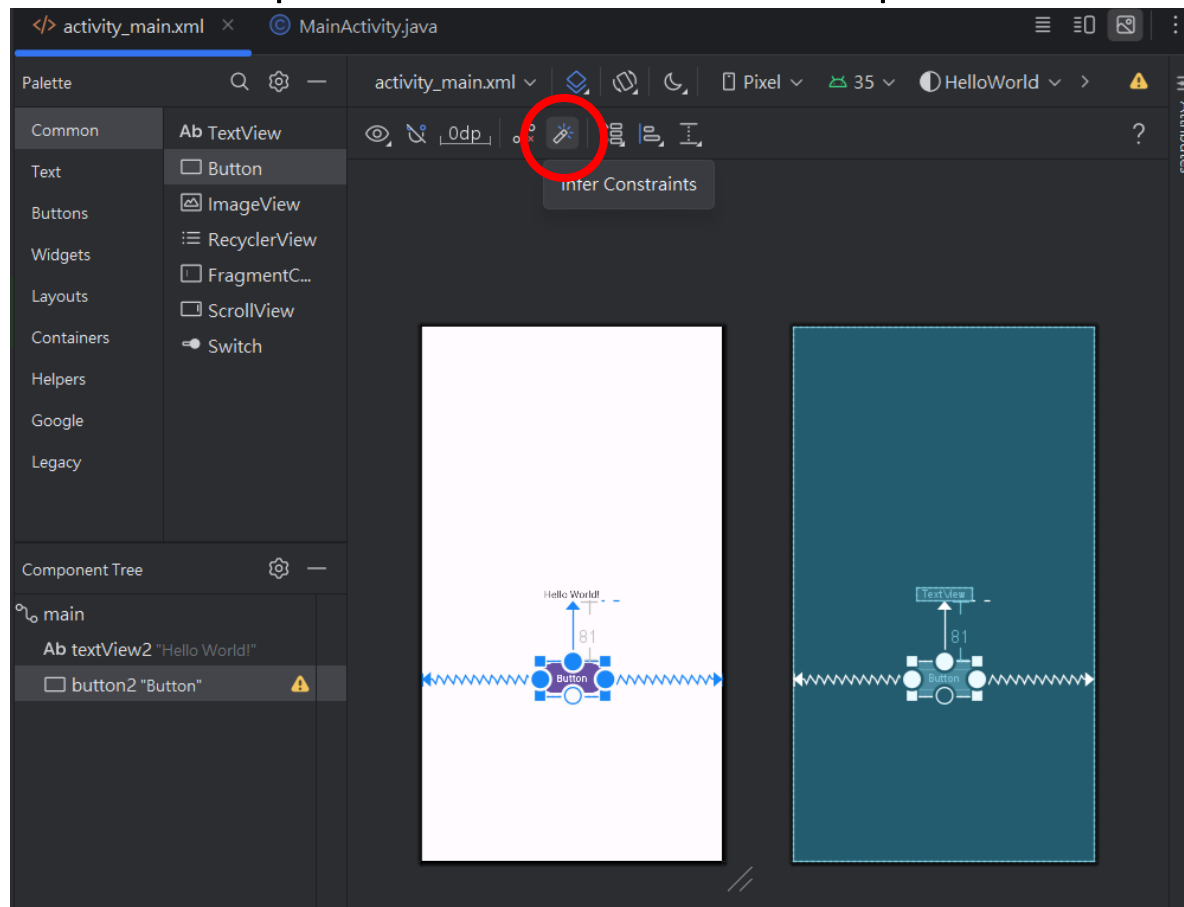 </> activity_main.xml × © MainActivity.java
Palette
activity_main.xml Pixel 35 HelloWorld
Common
Text
Buttons
Widgets
Layouts
Containers
Helpers
Google
Legacy
Ab TextView
Button
ImageView
RecyclerView
FragmentC...
ScrollView
Switch
0dp
?
Attributes
Infer Constraints
Hello World!
81
Button
TextView
81
Button
Component Tree
main
Ab textView2 "Hello World!"
button2 "Button"